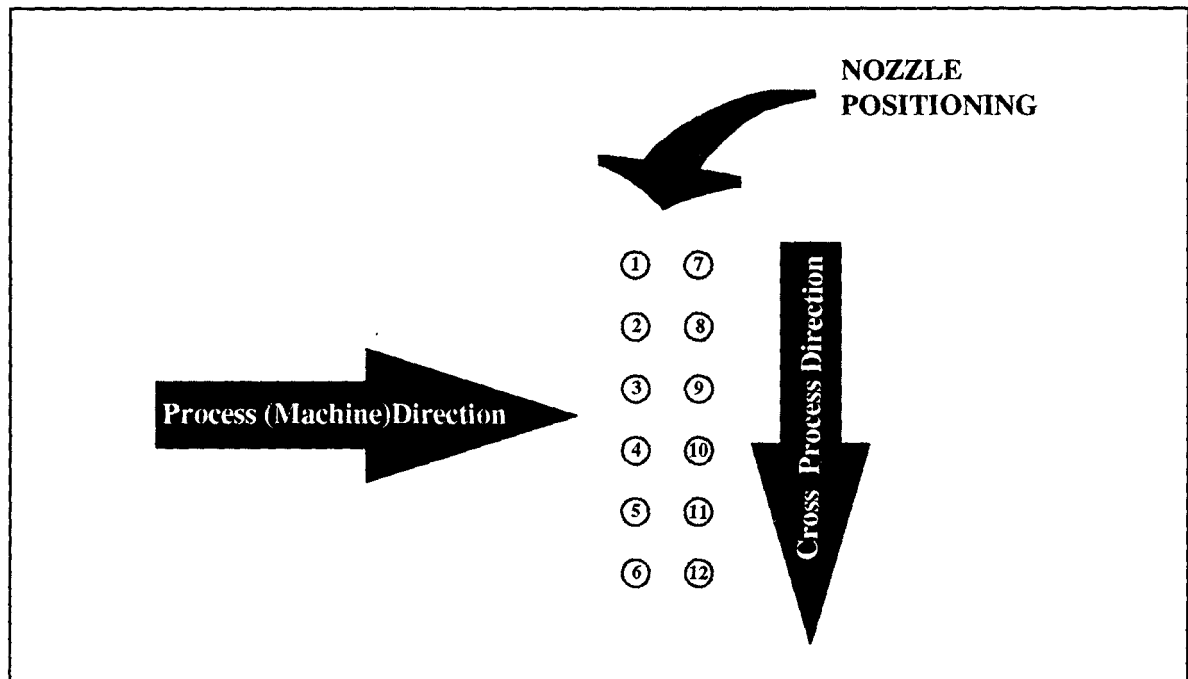 NOZZLE
POSITIONING
1 7
2 8
3 9
4 10
5 11
6 12
Process (Machine)Direction
Cross Process Direction